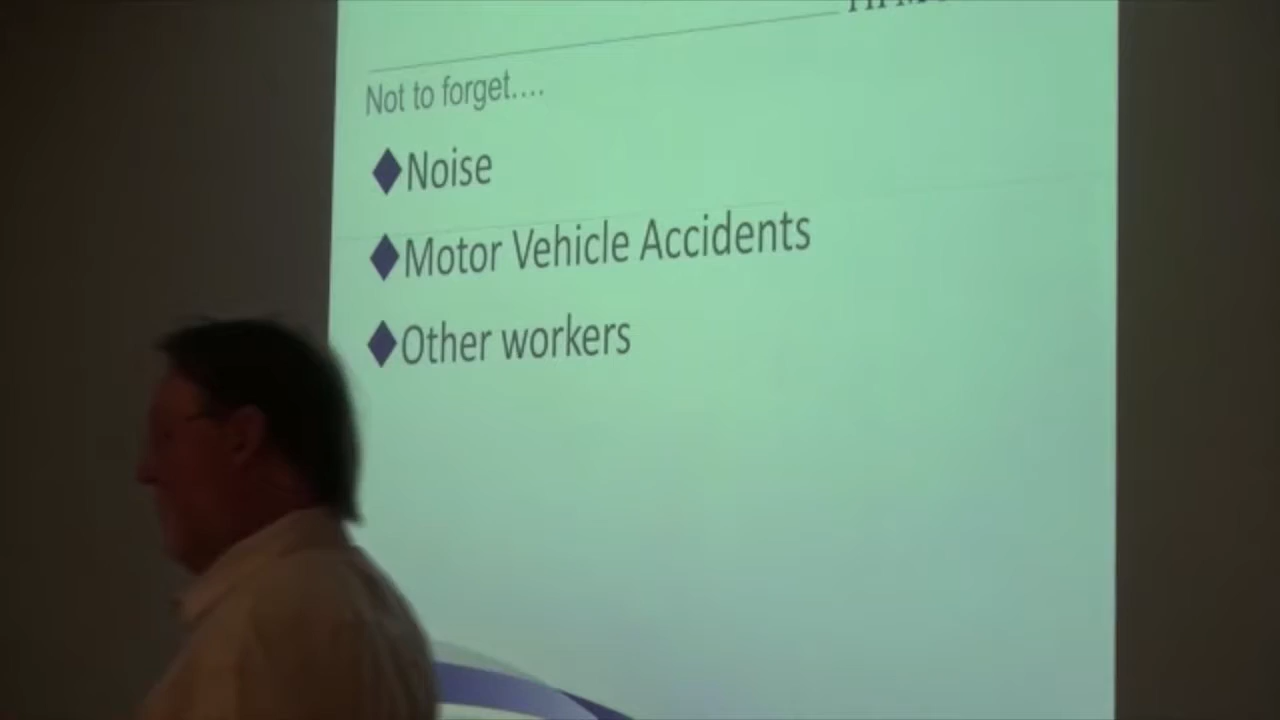 Not to forget....
Noise
Motor Vehicle Accidents
Other workers